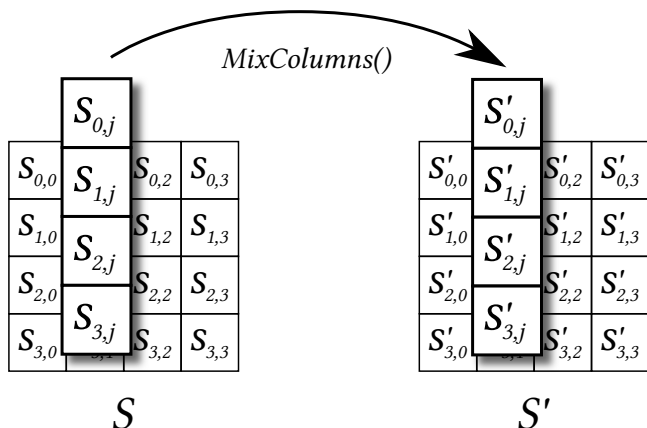 MixColumns()
s0,j s'0,j
s0,0 s0,2 s0,3 s'0,0 s'0,2 s'0,3
s1,j s'1,j
s1,0 s1,2 s1,3 s'1,0 s'1,2 s'1,3
s2,j s'2,j
s2,0 s2,2 s2,3 s'2,0 s'2,2 s'2,3
s3,j s'3,j
s3,0 s3,2 s3,3 s'3,0 s'3,2 s'3,3
S S'